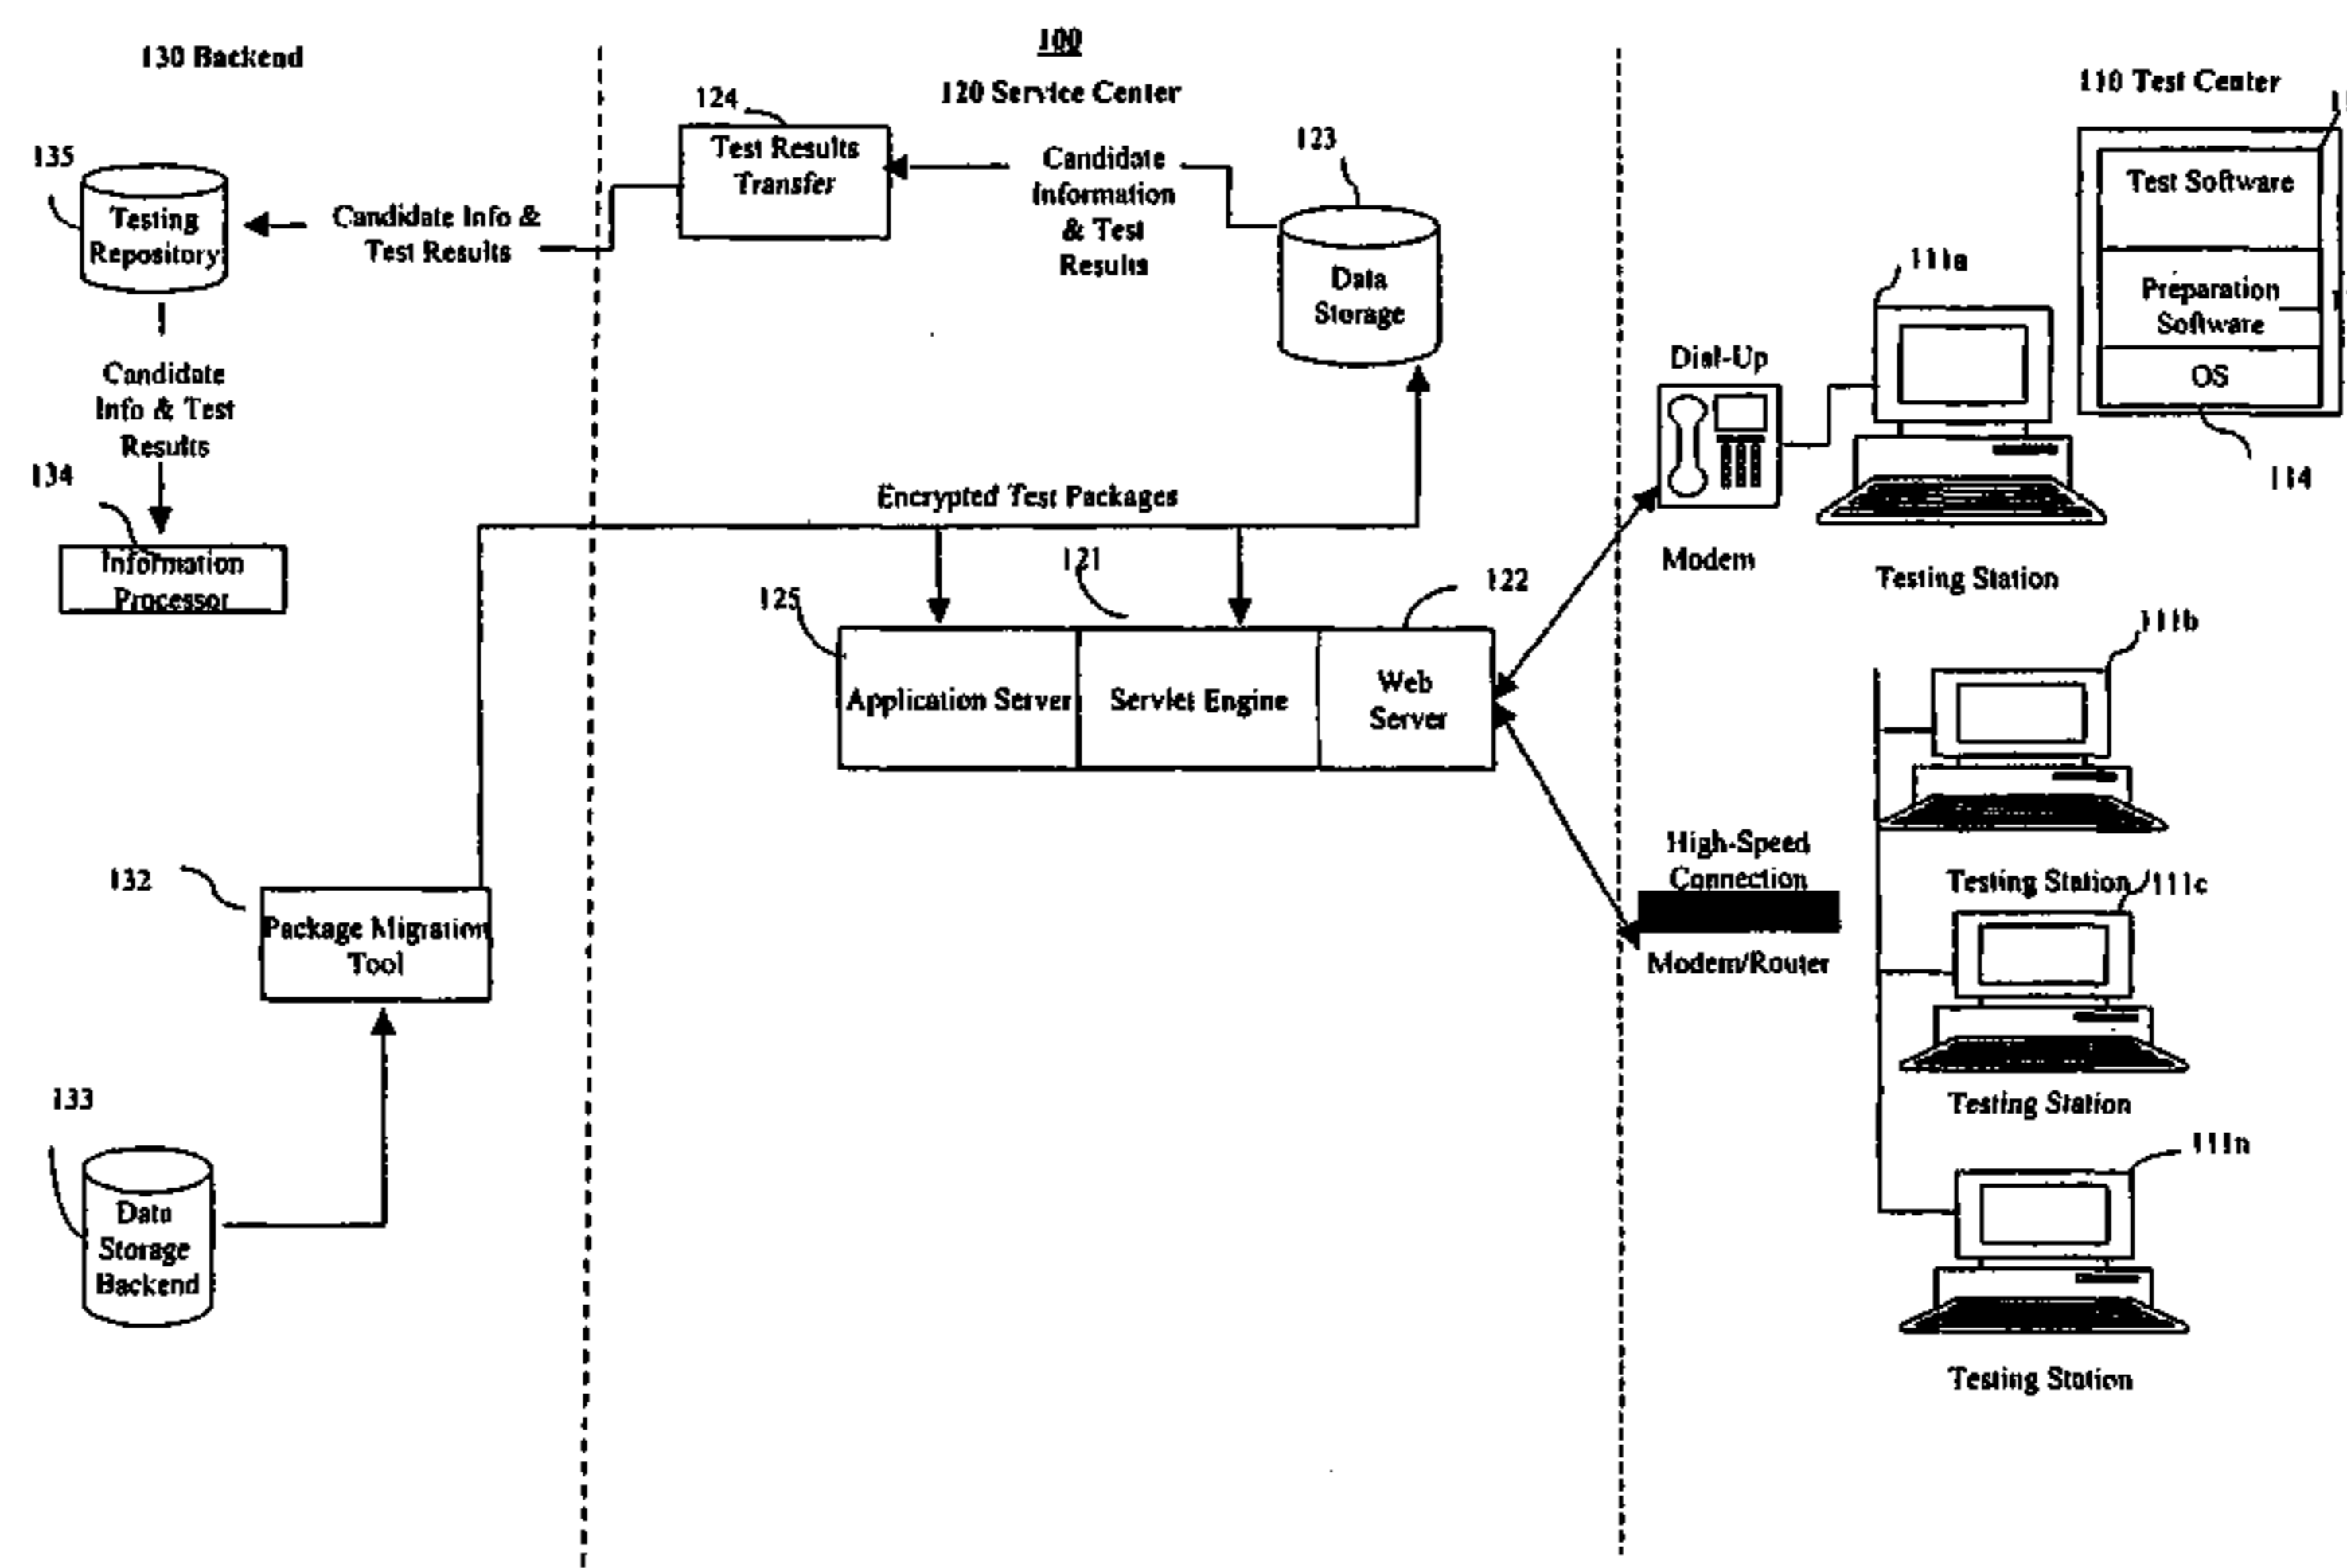 100
130 Backend
120 Service Center
110 Test Center
124
Test Results
Transfer
Candidate
Information
& Test
Results
123
Data
Storage
135
Testing
Repository
Candidate Info &
Test Results
Candidate
Info & Test
Results
134
Information
Processor
Encrypted Test Packages
121
122
125
Application Server
Servlet Engine
Web
Server
132
Package Migration
Tool
133
Data
Storage
Backend
Test Software
Preparation
Software
OS
114
111a
Dial-Up
Modem
Testing Station
111b
High-Speed
Connection
Modem/Router
Testing Station
111c
Testing Station
111n
Testing Station